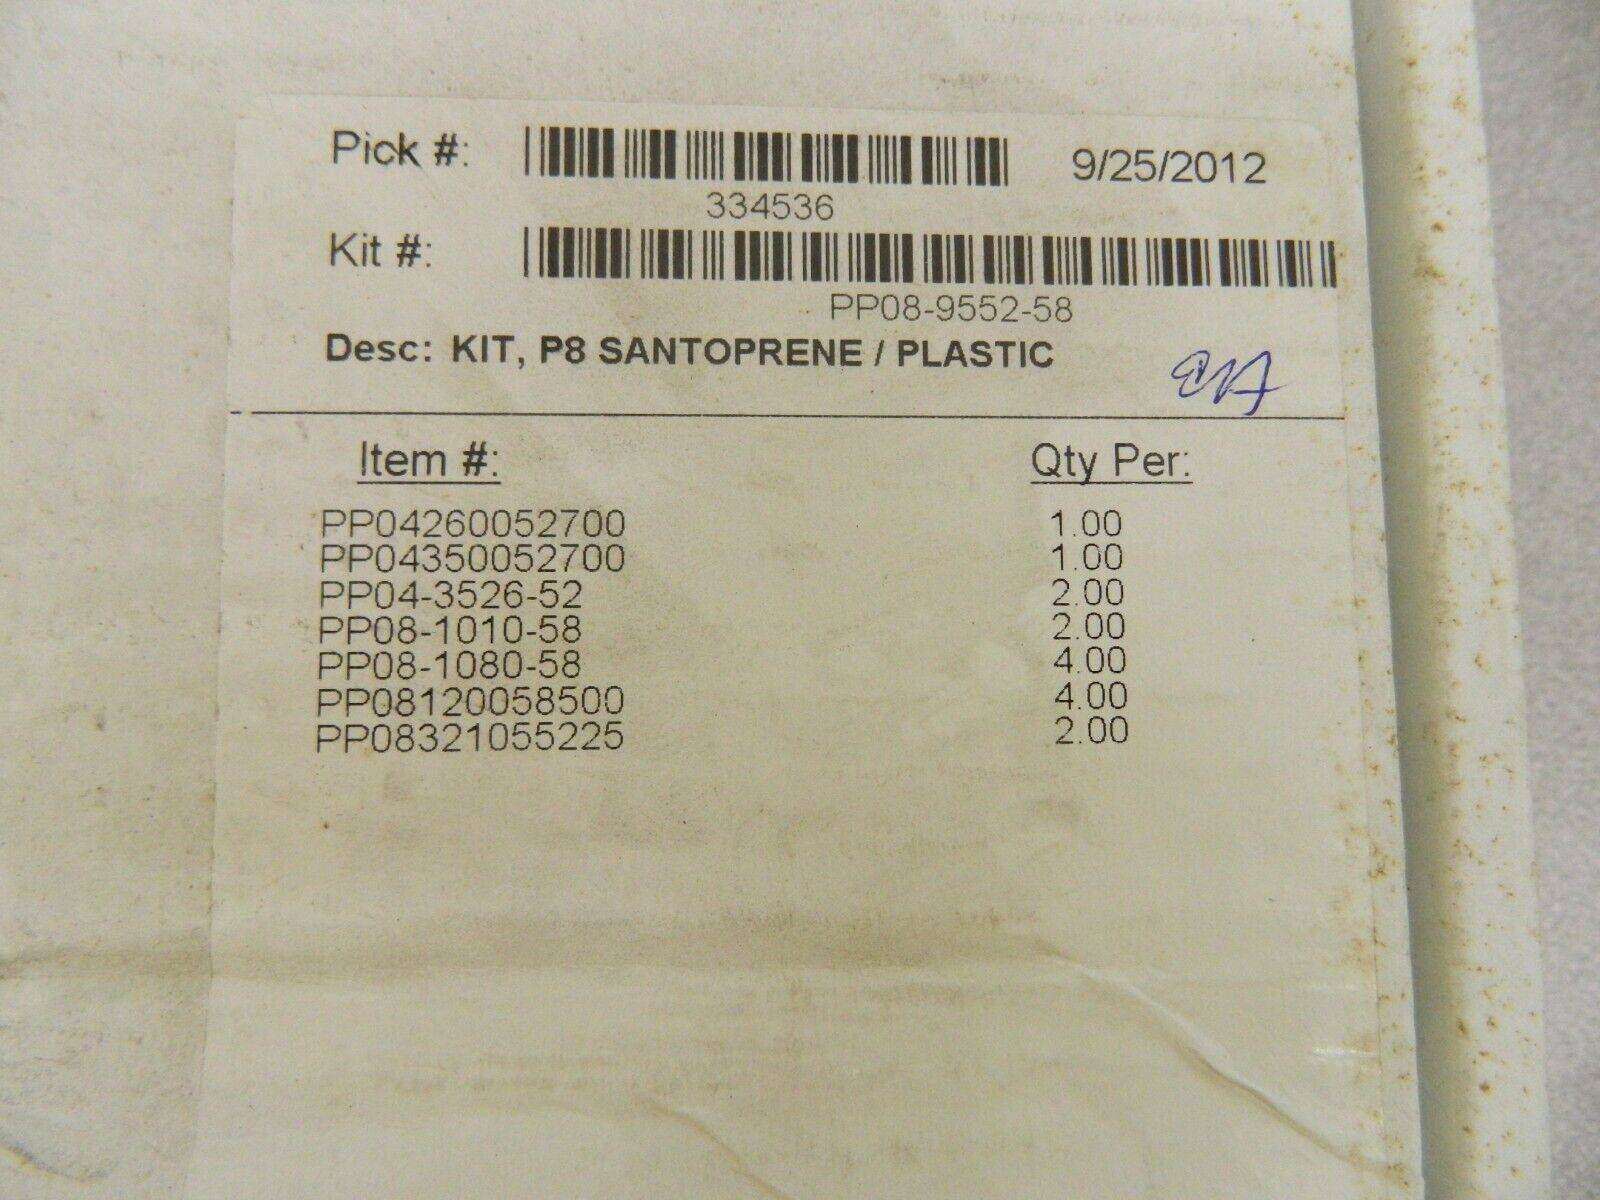 Pick #: 9/25/2012
334536
Kit #:
PP08-9552-58
Desc: KIT, P8 SANTOPRENE / PLASTIC
Item #: Qty Per:
PP04260052700 1.00
PP04350052700 1.00
PP04-3526-52 2.00
PP08-1010-58 2.00
PP08-1080-58 4.00
PP08120058500 4.00
PP08321055225 2.00